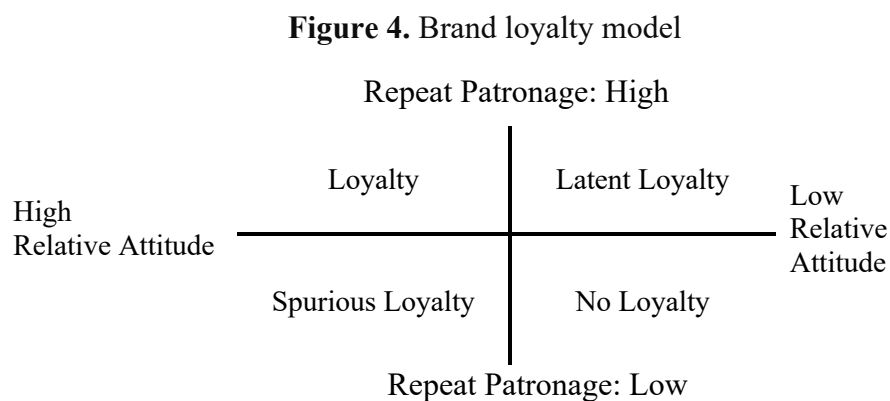 Figure 4. Brand loyalty model
Repeat Patronage: High
Loyalty
Latent Loyalty
High
Relative Attitude
Low
Relative
Attitude
Spurious Loyalty
No Loyalty
Repeat Patronage: Low